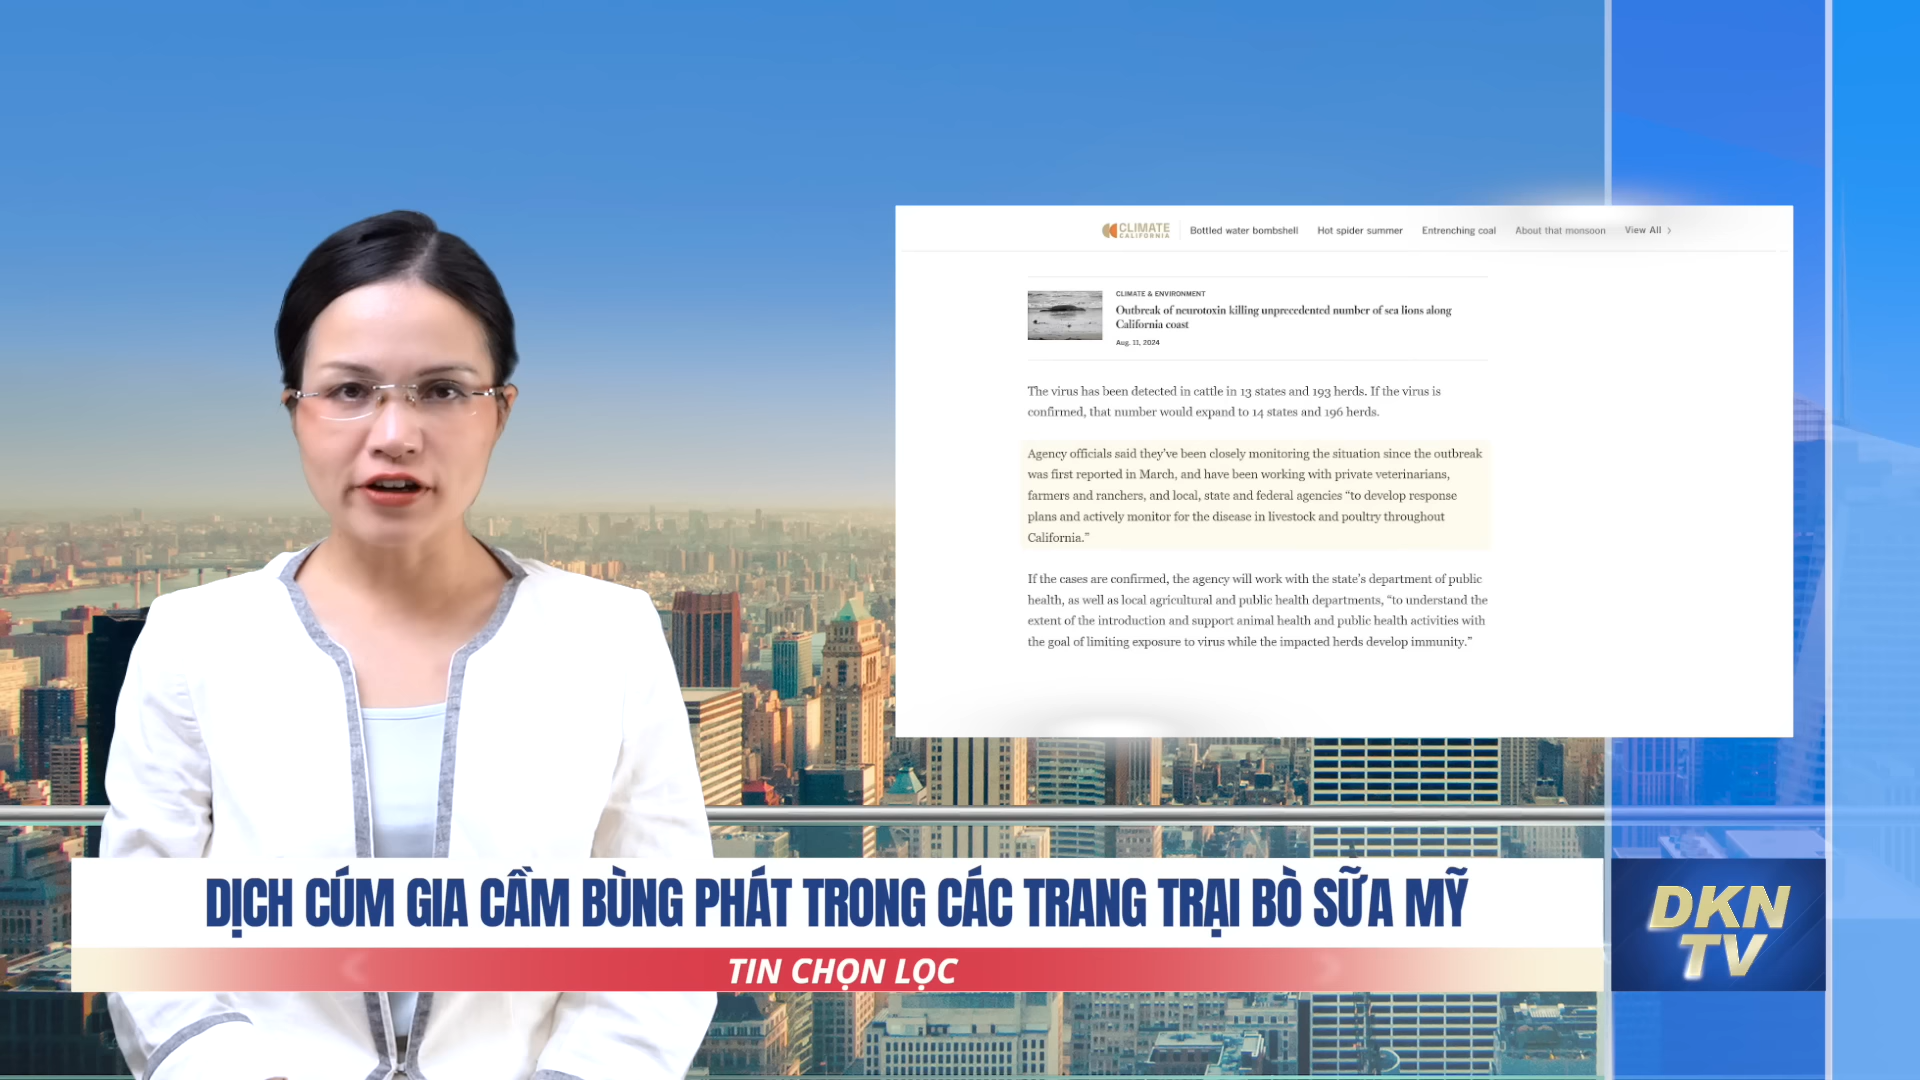 CLIMATE
CALIFORNIA
Bottled water bombshell Hot spider summer Entrenching coal About that monsoon View All
CLIMATE & ENVIRONMENT
Outbreak of neurotoxin killing unprecedented number of sea lions along
California coast
Aug. 11, 2024
The virus has been detected in cattle in 13 states and 193 herds. If the virus is
confirmed, that number would expand to 14 states and 196 herds.
Agency officials said they’ve been closely monitoring the situation since the outbreak
was first reported in March, and have been working with private veterinarians,
farmers and ranchers, and local, state and federal agencies “to develop response
plans and actively monitor for the disease in livestock and poultry throughout
California.”
If the cases are confirmed, the agency will work with the state’s department of public
health, as well as local agricultural and public health departments, “to understand the
extent of the introduction and support animal health and public health activities with
the goal of limiting exposure to virus while the impacted herds develop immunity.”
DỊCH CÚM GIA CẦM BÙNG PHÁT TRONG CÁC TRANG TRẠI BÒ SỮA MỸ
TIN CHỌN LỌC
DKN
TV